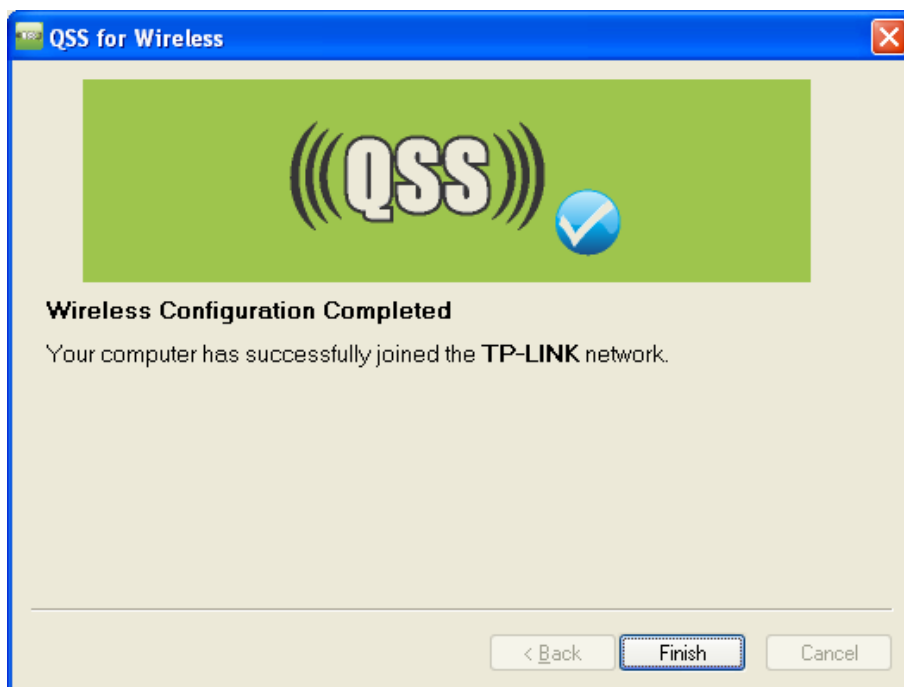 QSS for Wireless
QSS
Wireless Configuration Completed
Your computer has successfully joined the TP-LINK network.
< Back
Finish
Cancel